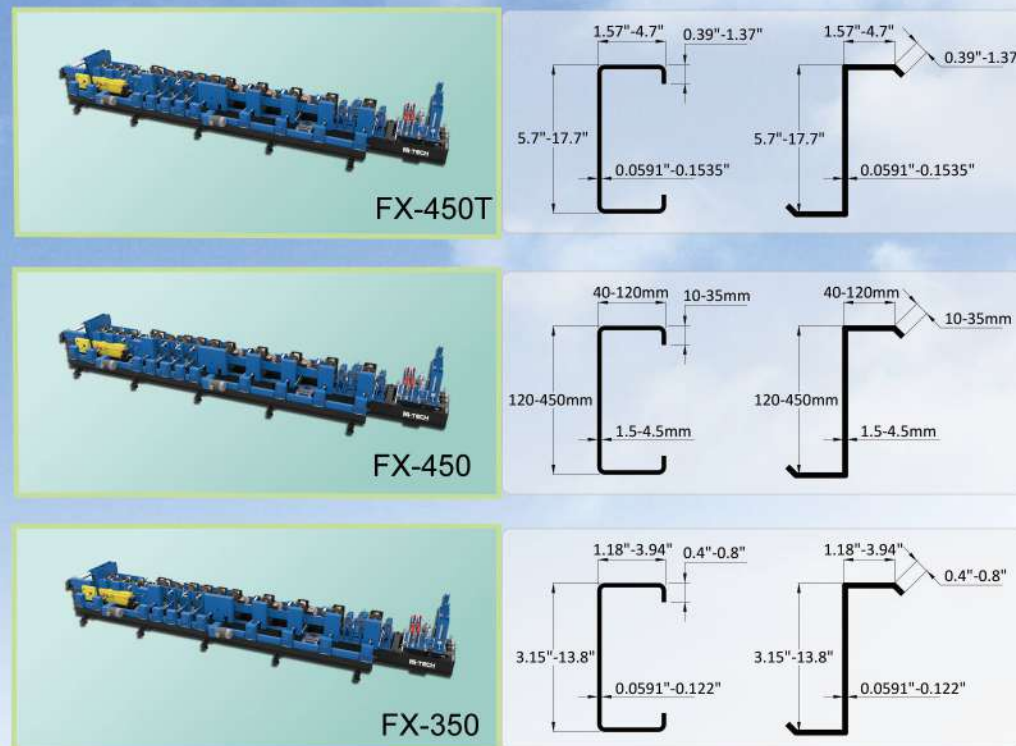 FX-450T
1.57"-4.7"
0.39"-1.37"
5.7"-17.7"
0.0591"-0.1535"
1.57"-4.7"
0.39"-1.37
5.7"-17.7"
0.0591"-0.1535"
FX-450
40-120mm
10-35mm
120-450mm
1.5-4.5mm
40-120mm
10-35mm
120-450mm
1.5-4.5mm
FX-350
1.18"-3.94"
0.4"-0.8"
3.15"-13.8"
0.0591"-0.122"
1.18"-3.94"
0.4"-0.8"
3.15"-13.8"
0.0591"-0.122"